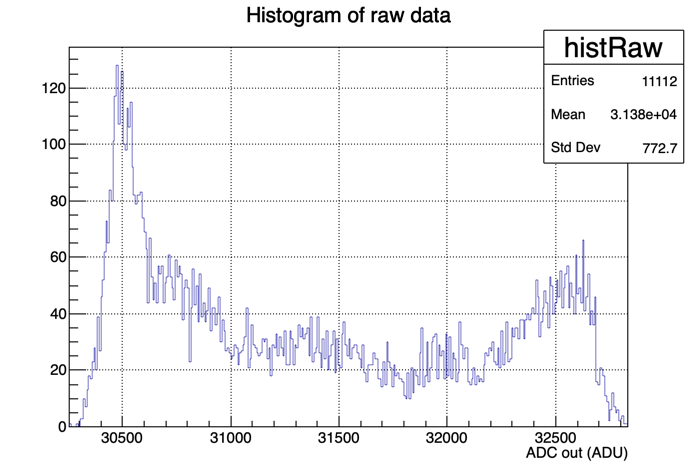 Histogram of raw data
histRaw
Entries 11112
Mean 3.138e+04
Std Dev 772.7
120
100
80
60
40
20
0
30500 31000 31500 32000 32500
ADC out (ADU)